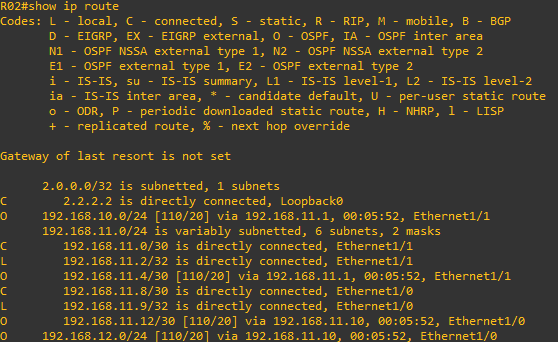 R02#show ip route
Codes: L - local, C - connected, S - static, R - RIP, M - mobile, B - BGP
       D - EIGRP, EX - EIGRP external, O - OSPF, IA - OSPF inter area
       N1 - OSPF NSSA external type 1, N2 - OSPF NSSA external type 2
       E1 - OSPF external type 1, E2 - OSPF external type 2
       i - IS-IS, su - IS-IS summary, L1 - IS-IS level-1, L2 - IS-IS level-2
       ia - IS-IS inter area, * - candidate default, U - per-user static route
       o - ODR, P - periodic downloaded static route, H - NHRP, l - LISP
       + - replicated route, % - next hop override
Gateway of last resort is not set
      2.0.0.0/32 is subnetted, 1 subnets
C        2.2.2.2 is directly connected, Loopback0
O     192.168.10.0/24 [110/20] via 192.168.11.1, 00:05:52, Ethernet1/1
      192.168.11.0/24 is variably subnetted, 6 subnets, 2 masks
C        192.168.11.0/30 is directly connected, Ethernet1/1
L        192.168.11.2/32 is directly connected, Ethernet1/1
O        192.168.11.4/30 [110/20] via 192.168.11.1, 00:05:52, Ethernet1/1
C        192.168.11.8/30 is directly connected, Ethernet1/0
L        192.168.11.9/32 is directly connected, Ethernet1/0
O        192.168.11.12/30 [110/20] via 192.168.11.10, 00:05:52, Ethernet1/0
O     192.168.12.0/24 [110/20] via 192.168.11.10, 00:05:52, Ethernet1/0